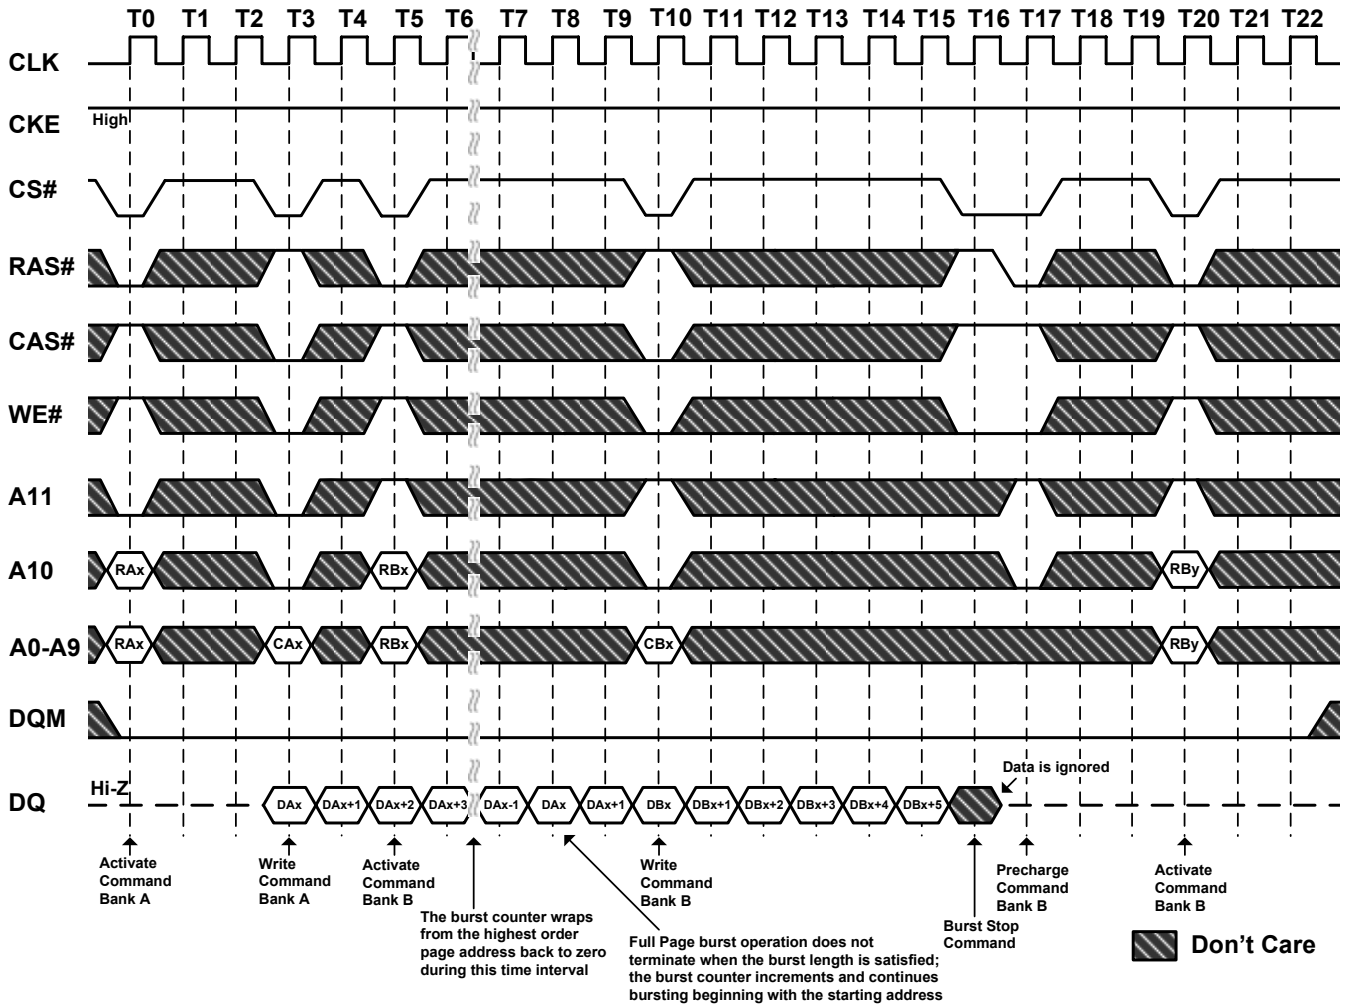 T0 T1 T2 T3 T4 T5 T6 T7 T8 T9 T10 T11 T12 T13 T14 T15 T16 T17 T18 T19 T20 T21 T22
CLK
CKE High
CS#
RAS#
CAS#
WE#
A11
A10 RAx RBx RBy
A0-A9 RAx CAx RBx CBx RBy
DQM
Data is ignored
DQ Hi-Z DAx DAx+1 DAx+2 DAx+3 DAx-1 DAx DAx+1 DBx DBx+1 DBx+2 DBx+3 DBx+4 DBx+5
Activate
Command
Bank A
Write
Command
Bank A
Activate
Command
Bank B
The burst counter wraps
from the highest order
page address back to zero
during this time interval
Write
Command
Bank B
Full Page burst operation does not
terminate when the burst length is satisfied;
the burst counter increments and continues
bursting beginning with the starting address
Burst Stop
Command
Precharge
Command
Bank B
Activate
Command
Bank B
Don't Care